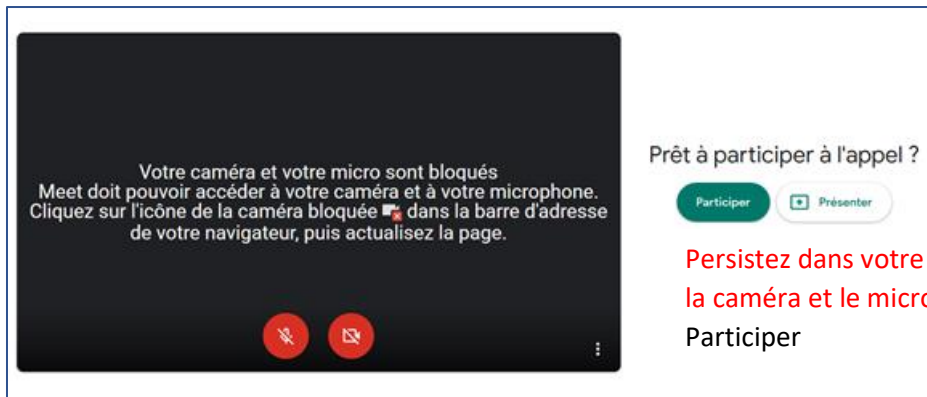 Votre caméra et votre micro sont bloqués
Meet doit pouvoir accéder à votre caméra et à votre microphone.
Cliquez sur l'icône de la caméra bloquée dans la barre d'adresse
de votre navigateur, puis actualisez la page.
Prêt à participer à l'appel ?
Participer
Présenter
Persistez dans votre
la caméra et le micro
Participer